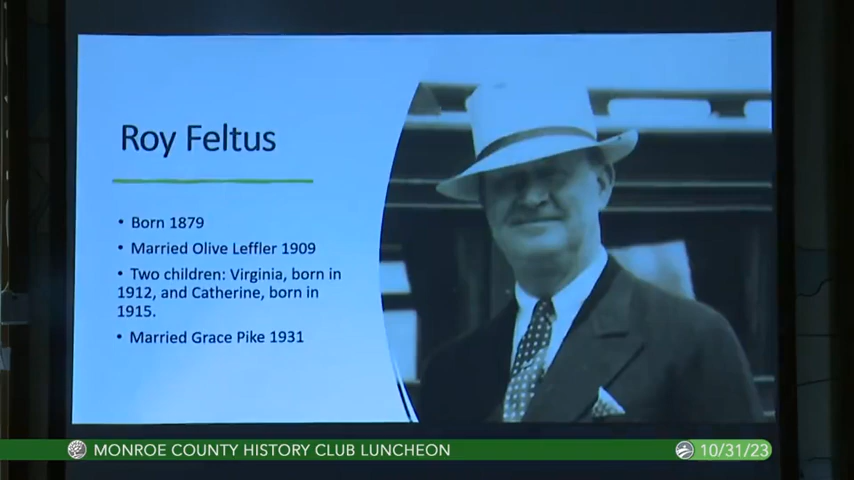 Roy Feltus
• Born 1879
• Married Olive Leffler 1909
• Two children: Virginia, born in
1912, and Catherine, born in
1915.
• Married Grace Pike 1931
MONROE COUNTY HISTORY CLUB LUNCHEON
10/31/23